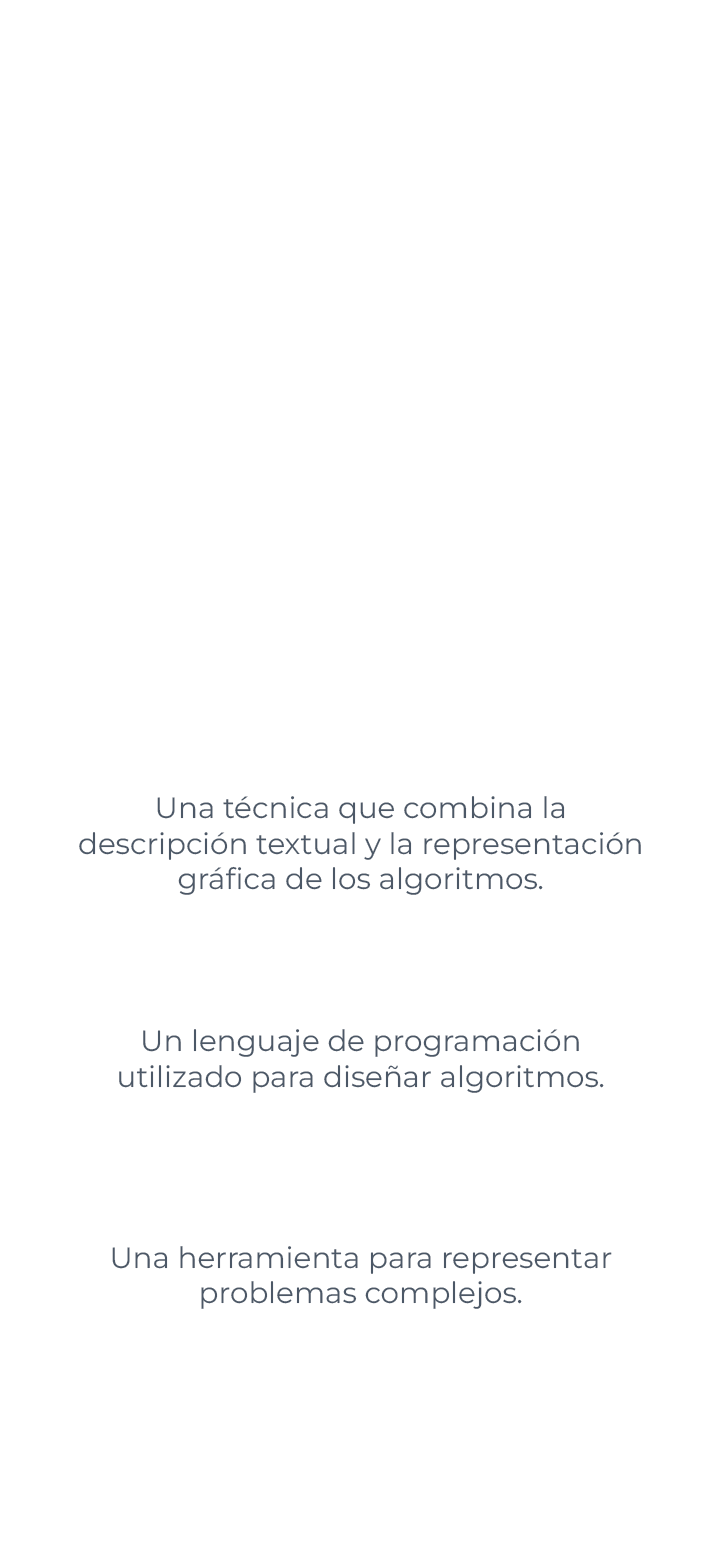 Una técnica que combina la
descripción textual y la representación
gráfica de los algoritmos.
Un lenguaje de programación
utilizado para diseñar algoritmos.
Una herramienta para representar
problemas complejos.